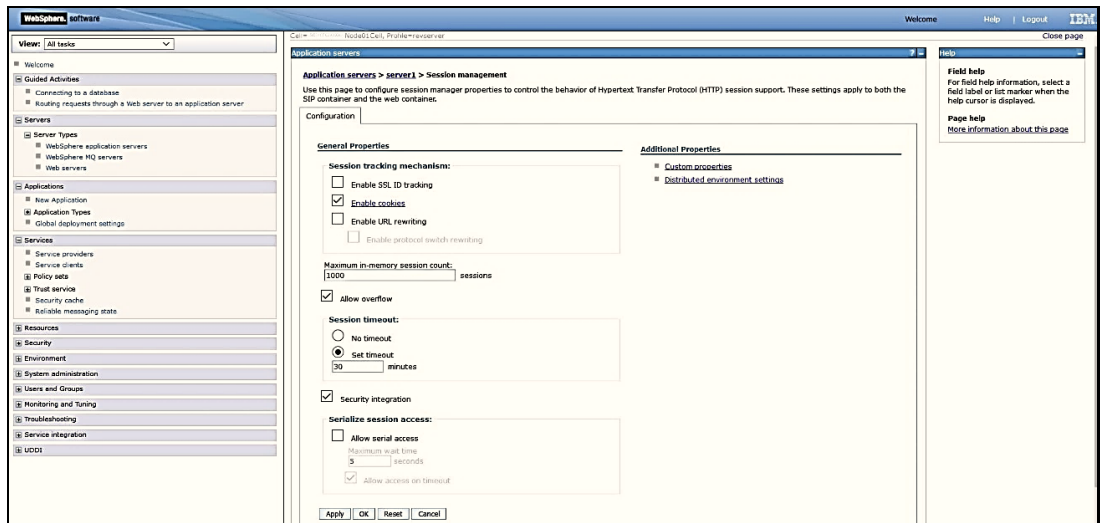 WebSphere. software
Welcome
Help | Logout
IBM
View: All tasks
Welcome
Guided Activities
Connecting to a database
Routing requests through a Web server to an application server
Servers
Server Types
WebSphere application servers
WebSphere MQ servers
Web servers
Applications
New Application
Application Types
Global deployment settings
Services
Service providers
Service clients
Policy sets
Trust service
Security cache
Reliable messaging state
Resources
Security
Environment
System administration
Users and Groups
Monitoring and Tuning
Troubleshooting
Service integration
UDDI
Cell= Node01Cell, Profile=revserver
Close page
Application servers
? -
Application servers > server1 > Session management
Use this page to configure session manager properties to control the behavior of Hypertext Transfer Protocol (HTTP) session support. These settings apply to both the
SIP container and the web container.
Configuration
General Properties
Session tracking mechanism:
Enable SSL ID tracking
Enable cookies
Enable URL rewriting
Enable protocol switch rewriting
Maximum in-memory session count:
1000 sessions
Allow overflow
Session timeout:
No timeout
Set timeout
30 minutes
Security integration
Serialize session access:
Allow serial access
Maximum wait time
5 seconds
Allow access on timeout
Apply OK Reset Cancel
Additional Properties
Custom properties
Distributed environment settings
Help
Field help
For field help information, select a
field label or list marker when the
help cursor is displayed.
Page help
More information about this page